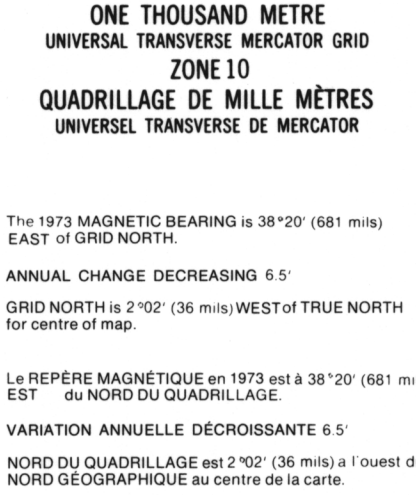 ONE THOUSAND METRE
UNIVERSAL TRANSVERSE MERCATOR GRID
ZONE 10
QUADRILLAGE DE MILLE MÈTRES
UNIVERSEL TRANSVERSE DE MERCATOR
The 1973 MAGNETIC BEARING is 38°20′ (681 mils)
EAST of GRID NORTH.
ANNUAL CHANGE DECREASING 6.5′
GRID NORTH is 2°02′ (36 mils) WEST of TRUE NORTH
for centre of map.
Le REPÈRE MAGNÉTIQUE en 1973 est à 38°20′ (681
EST du NORD DU QUADRILLAGE.
VARIATION ANNUELLE DÉCROISSANTE 6.5′
NORD DU QUADRILLAGE est 2°02′ (36 mils) a l'ouest
NORD GÉOGRAPHIQUE au centre de la carte.